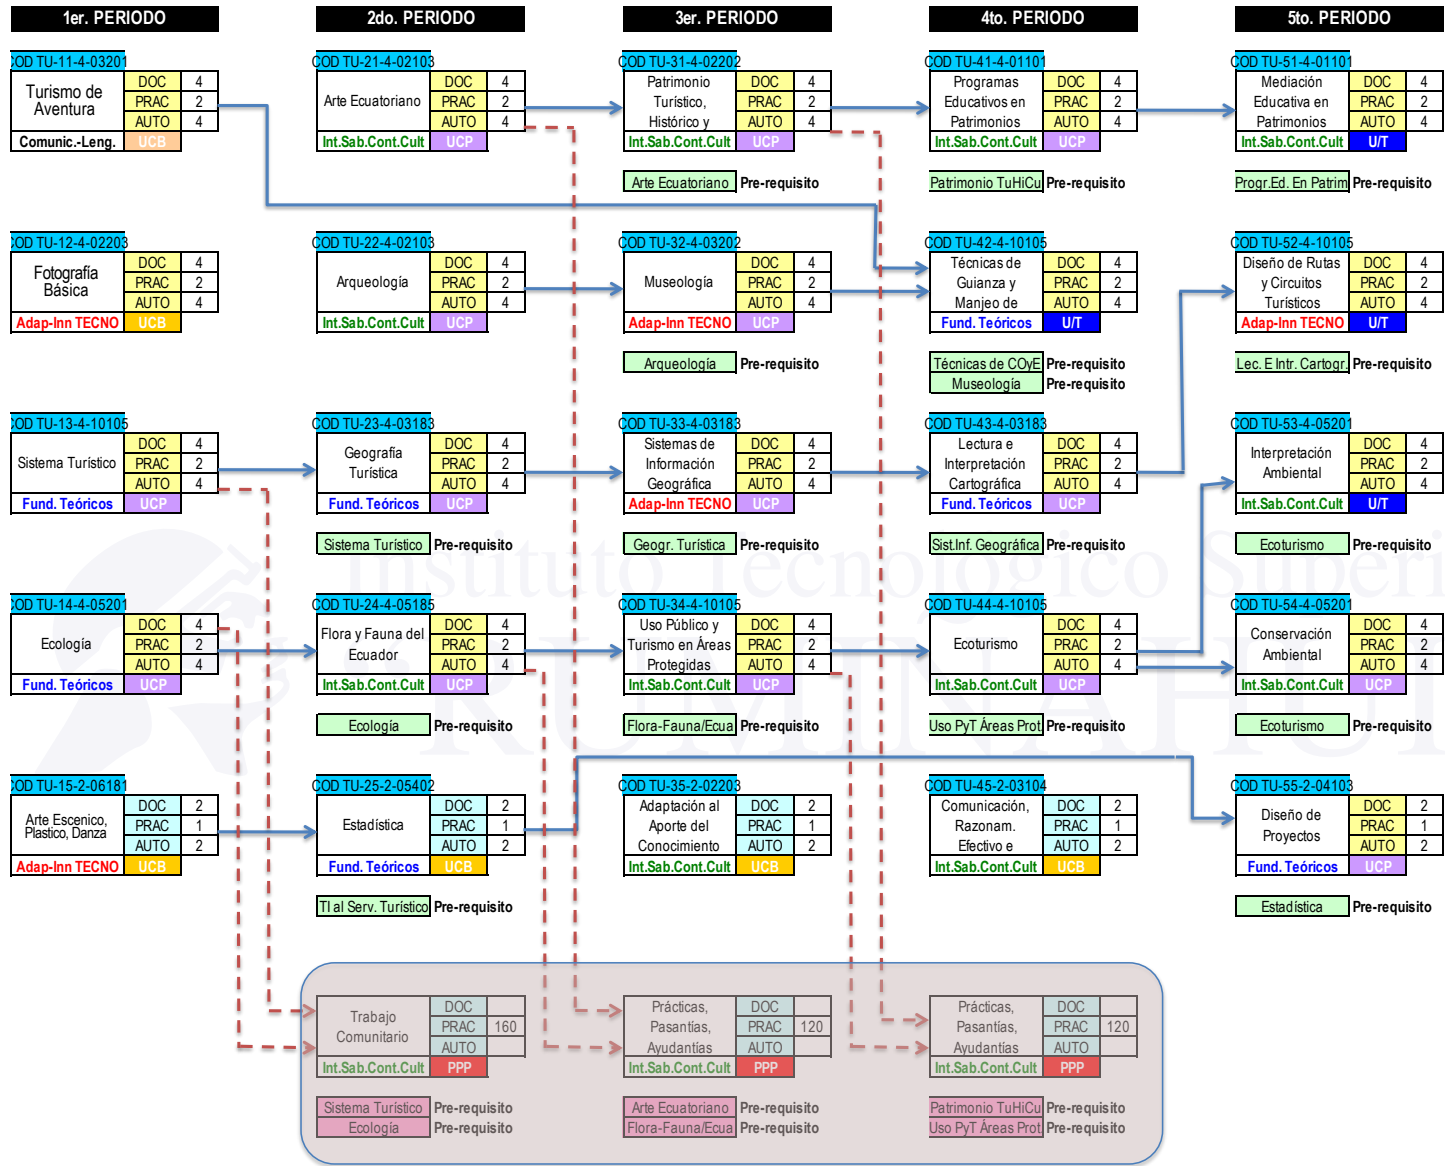 1er. PERIODO
2do. PERIODO
3er. PERIODO
4to. PERIODO
5to. PERIODO
COD TU-11-4-03201
Turismo de
Aventura
DOC 4
PRAC 2
AUTO 4
Comunic.-Leng. UCB
COD TU-21-4-02103
Arte Ecuatoriano
DOC 4
PRAC 2
AUTO 4
Int.Sab.Cont.Cult UCP
COD TU-31-4-02202
Patrimonio
Turístico,
Histórico y
DOC 4
PRAC 2
AUTO 4
Int.Sab.Cont.Cult UCP
Arte Ecuatoriano Pre-requisito
COD TU-41-4-01101
Programas
Educativos en
Patrimonios
DOC 4
PRAC 2
AUTO 4
Int.Sab.Cont.Cult UCP
Patrimonio TuHiCu Pre-requisito
COD TU-51-4-01101
Mediación
Educativa en
Patrimonios
DOC 4
PRAC 2
AUTO 4
Int.Sab.Cont.Cult U/T
Progr.Ed. En Patrim Pre-requisito
COD TU-12-4-02203
Fotografía
Básica
DOC 4
PRAC 2
AUTO 4
Adap-Inn TECNO UCB
COD TU-22-4-02103
Arqueología
DOC 4
PRAC 2
AUTO 4
Int.Sab.Cont.Cult UCP
COD TU-32-4-03202
Museología
DOC 4
PRAC 2
AUTO 4
Adap-Inn TECNO UCP
Arqueología Pre-requisito
COD TU-42-4-10105
Técnicas de
Guianza y
Manjeo de
DOC 4
PRAC 2
AUTO 4
Fund. Teóricos U/T
Técnicas de COyE Pre-requisito
Museología Pre-requisito
COD TU-52-4-10105
Diseño de Rutas
y Circuitos
Turísticos
DOC 4
PRAC 2
AUTO 4
Adap-Inn TECNO U/T
Lec. E Intr. Cartogr. Pre-requisito
COD TU-13-4-10105
Sistema Turístico
DOC 4
PRAC 2
AUTO 4
Fund. Teóricos UCP
COD TU-23-4-03183
Geografía
Turística
DOC 4
PRAC 2
AUTO 4
Fund. Teóricos UCP
Sistema Turístico Pre-requisito
COD TU-33-4-03183
Sistemas de
Información
Geográfica
DOC 4
PRAC 2
AUTO 4
Adap-Inn TECNO UCP
Geogr. Turística Pre-requisito
COD TU-43-4-03183
Lectura e
Interpretación
Cartográfica
DOC 4
PRAC 2
AUTO 4
Fund. Teóricos UCP
Sist.Inf. Geográfica Pre-requisito
COD TU-53-4-05201
Interpretación
Ambiental
DOC 4
PRAC 2
AUTO 4
Int.Sab.Cont.Cult U/T
Ecoturismo Pre-requisito
Instituto Tecnológico Superi
RUMIÑAHUI
COD TU-14-4-05201
Ecología
DOC 4
PRAC 2
AUTO 4
Fund. Teóricos UCP
COD TU-24-4-05185
Flora y Fauna del
Ecuador
DOC 4
PRAC 2
AUTO 4
Int.Sab.Cont.Cult UCP
Ecología Pre-requisito
COD TU-34-4-10105
Uso Público y
Turismo en Áreas
Protegidas
DOC 4
PRAC 2
AUTO 4
Int.Sab.Cont.Cult UCP
Flora-Fauna/Ecua Pre-requisito
COD TU-44-4-10105
Ecoturismo
DOC 4
PRAC 2
AUTO 4
Int.Sab.Cont.Cult UCP
Uso PyT Áreas Prot. Pre-requisito
COD TU-54-4-05201
Conservación
Ambiental
DOC 4
PRAC 2
AUTO 4
Int.Sab.Cont.Cult UCP
Ecoturismo Pre-requisito
COD TU-15-2-06181
Arte Escenico,
Plastico, Danza
DOC 2
PRAC 1
AUTO 2
Adap-Inn TECNO UCB
COD TU-25-2-05402
Estadística
DOC 2
PRAC 1
AUTO 2
Fund. Teóricos UCB
TI al Serv. Turístico Pre-requisito
COD TU-35-2-02203
Adaptación al
Aporte del
Conocimiento
DOC 2
PRAC 1
AUTO 2
Int.Sab.Cont.Cult UCB
COD TU-45-2-03104
Comunicación,
Razonam.
Efectivo e
DOC 2
PRAC 1
AUTO 2
Int.Sab.Cont.Cult UCB
COD TU-55-2-04103
Diseño de
Proyectos
DOC 2
PRAC 1
AUTO 2
Fund. Teóricos UCP
Estadística Pre-requisito
Trabajo
Comunitario
DOC
PRAC 160
AUTO
Int.Sab.Cont.Cult PPP
Sistema Turístico Pre-requisito
Ecología Pre-requisito
Prácticas,
Pasantías,
Ayudantías
DOC
PRAC 120
AUTO
Int.Sab.Cont.Cult PPP
Arte Ecuatoriano Pre-requisito
Flora-Fauna/Ecua Pre-requisito
Prácticas,
Pasantías,
Ayudantías
DOC
PRAC 120
AUTO
Int.Sab.Cont.Cult PPP
Patrimonio TuHiCu Pre-requisito
Uso PyT Áreas Prot. Pre-requisito